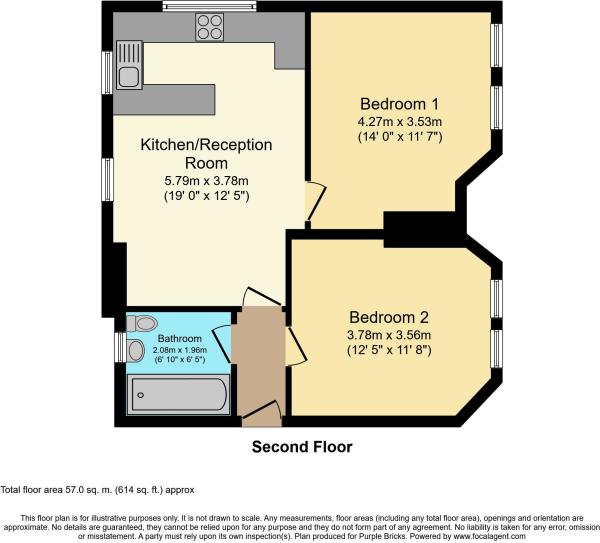 Kitchen/Reception
Room
5.79m x 3.78m
(19' 0" x 12' 5")
Bedroom 1
4.27m x 3.53m
(14' 0" x 11' 7")
Bathroom
2.08m x 1.96m
(6' 10" x 6' 5")
Bedroom 2
3.78m x 3.56m
(12' 5" x 11' 8")
Second Floor
Total floor area 57.0 sq. m. (614 sq. ft.) approx
This floor plan is for illustrative purposes only. It is not drawn to scale. Any measurements, floor areas (including any total floor area), openings and orientation are
approximate. No details are guaranteed, they cannot be relied upon for any purpose and they do not form part of any agreement. No liability is taken for any error, omission
or misstatement. A party must rely upon its own inspection(s). Plan produced for Purple Bricks. Powered by www.focalagent.com